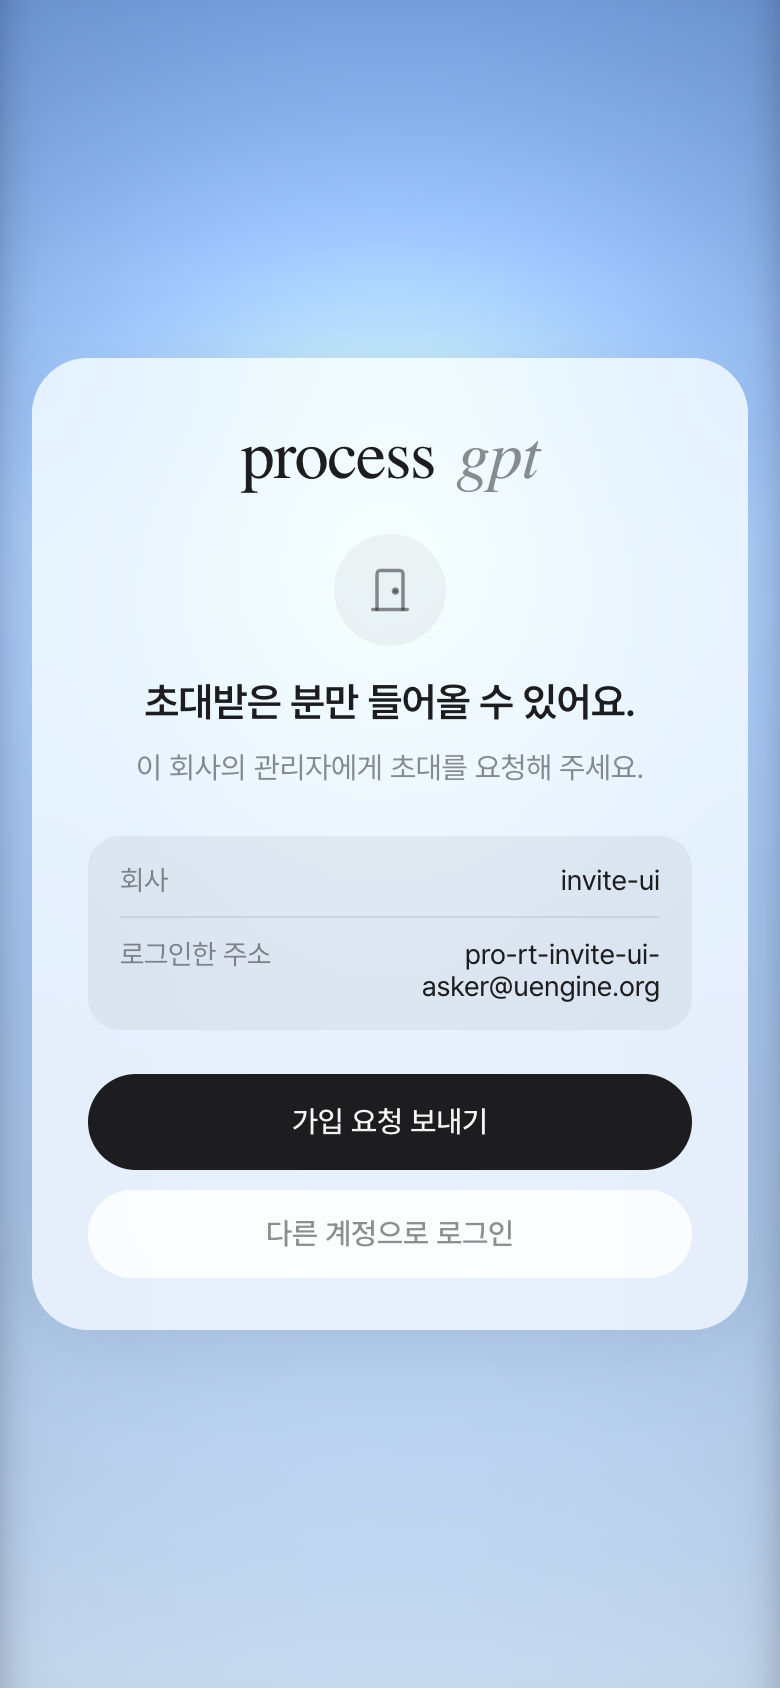 process gpt
초대받은 분만 들어올 수 있어요.
이 회사의 관리자에게 초대를 요청해 주세요.
회사 invite-ui
로그인한 주소 pro-rt-invite-ui-
asker@uengine.org
가입 요청 보내기
다른 계정으로 로그인